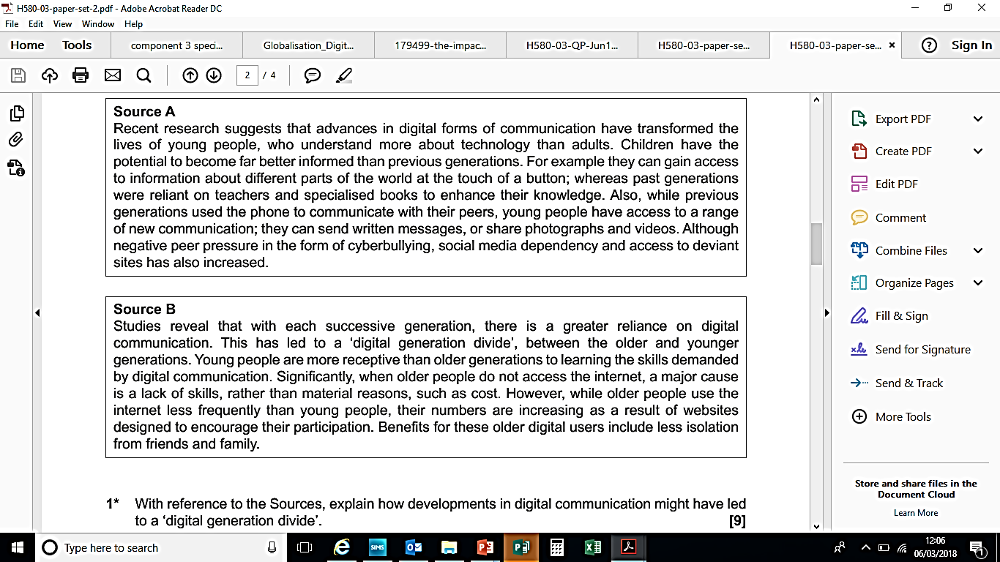 H580-03-paper-set-2.pdf - Adobe Acrobat Reader DC
File Edit View Window Help
Home Tools component 3 speci... Globalisation_Digit... 179499-the-impac... H580-03-QP-Jun1... H580-03-paper-se... H580-03-paper-se... × ? Sign In
2 / 4
Source A
Recent research suggests that advances in digital forms of communication have transformed the
lives of young people, who understand more about technology than adults. Children have the
potential to become far better informed than previous generations. For example they can gain access
to information about different parts of the world at the touch of a button; whereas past generations
were reliant on teachers and specialised books to enhance their knowledge. Also, while previous
generations used the phone to communicate with their peers, young people have access to a range
of new communication; they can send written messages, or share photographs and videos. Although
negative peer pressure in the form of cyberbullying, social media dependency and access to deviant
sites has also increased.
Source B
Studies reveal that with each successive generation, there is a greater reliance on digital
communication. This has led to a ‘digital generation divide’, between the older and younger
generations. Young people are more receptive than older generations to learning the skills demanded
by digital communication. Significantly, when older people do not access the internet, a major cause
is a lack of skills, rather than material reasons, such as cost. However, while older people use the
internet less frequently than young people, their numbers are increasing as a result of websites
designed to encourage their participation. Benefits for these older digital users include less isolation
from friends and family.
1* With reference to the Sources, explain how developments in digital communication might have led
to a ‘digital generation divide’. [9]
Export PDF
Create PDF
Edit PDF
Comment
Combine Files
Organize Pages
Fill & Sign
Send for Signature
Send & Track
More Tools
Store and share files in the
Document Cloud
Learn More
Type here to search
SIMS
12:06
06/03/2018